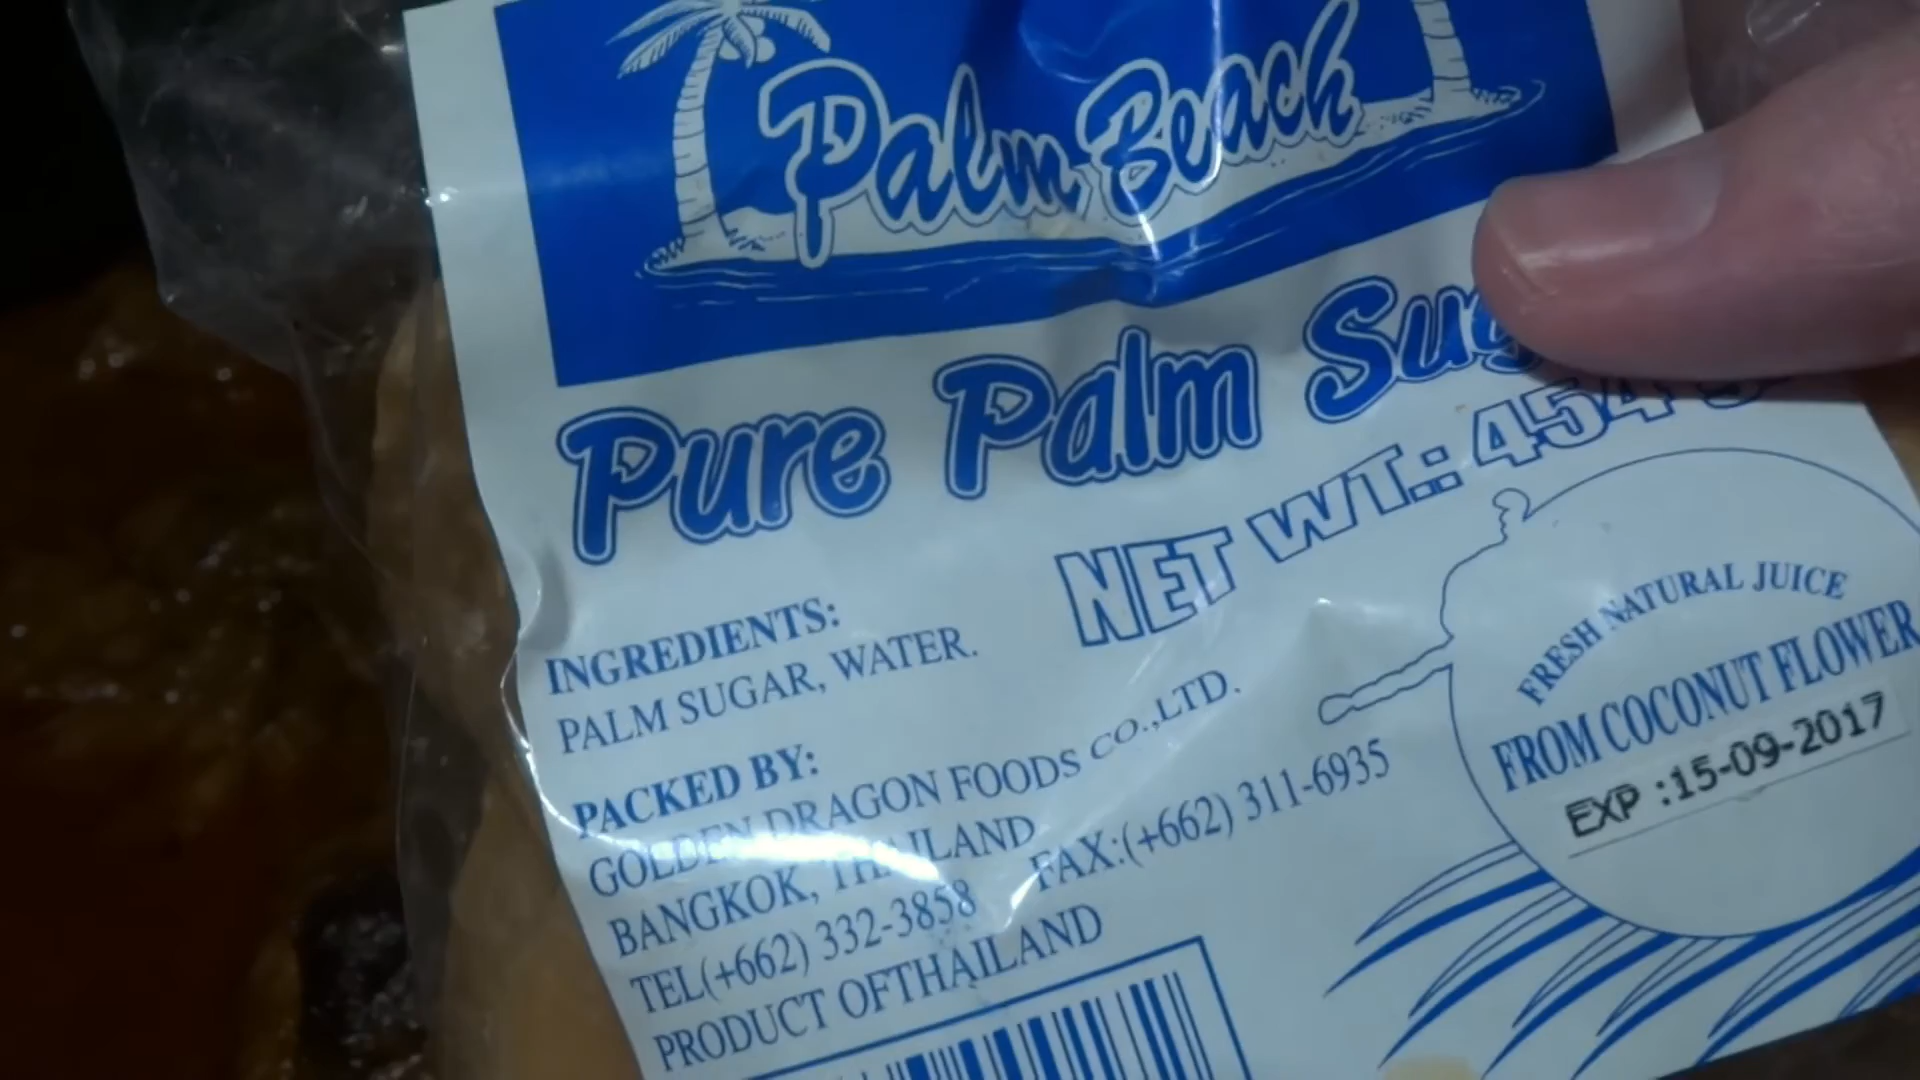 Palm Beach
Pure Palm Sug
NET WT.: 454 g
INGREDIENTS:
PALM SUGAR, WATER.
PACKED BY:
GOLDEN DRAGON FOODS CO.,LTD.
BANGKOK, THAILAND
TEL(+662) 332-3858 FAX:(+662) 311-6935
PRODUCT OFTHAILAND
FRESH NATURAL JUICE
FROM COCONUT FLOWER
EXP :15-09-2017